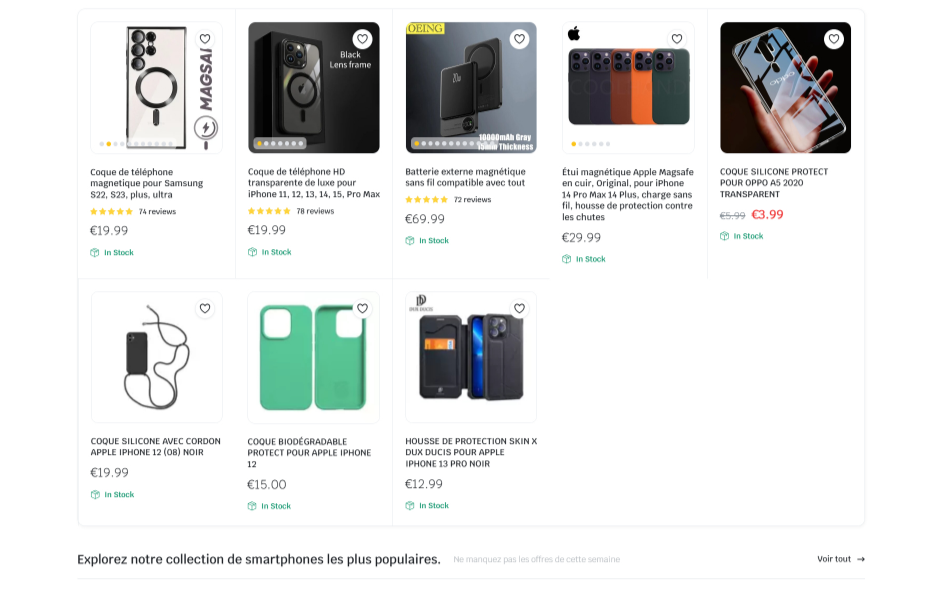 MAGSAI
Black
Lens frame
OEING
20w
10000mAh Gray
15mm Thickness
oppo
Coque de téléphone
magnetique pour Samsung
S22, S23, plus, ultra
74 reviews
€19.99
In Stock
Coque de téléphone HD
transparente de luxe pour
iPhone 11, 12, 13, 14, 15, Pro Max
78 reviews
€19.99
In Stock
Batterie externe magnétique
sans fil compatible avec tout
72 reviews
€69.99
In Stock
Étui magnétique Apple Magsafe
en cuir, Original, pour iPhone
14 Pro Max 14 Plus, charge sans
fil, housse de protection contre
les chutes
€29.99
In Stock
COQUE SILICONE PROTECT
POUR OPPO A5 2020
TRANSPARENT
€5.99 €3.99
In Stock
DUX DUCIS
COQUE SILICONE AVEC CORDON
APPLE IPHONE 12 (08) NOIR
€19.99
In Stock
COQUE BIODÉGRADABLE
PROTECT POUR APPLE IPHONE
12
€15.00
In Stock
HOUSSE DE PROTECTION SKIN X
DUX DUCIS POUR APPLE
IPHONE 13 PRO NOIR
€12.99
In Stock
Explorez notre collection de smartphones les plus populaires. Ne manquez pas les offres de cette semaine Voir tout →